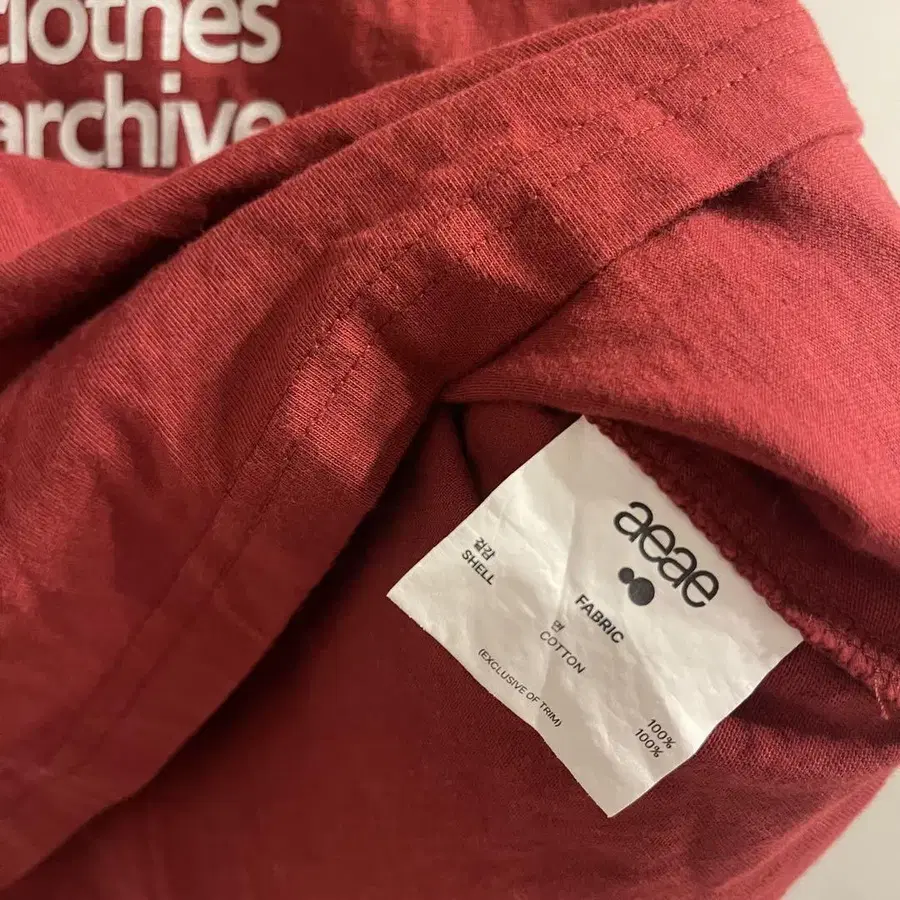 clothes
archive
aeae
FABRIC
겉감
SHELL
면
COTTON
100%
100%
(EXCLUSIVE OF TRIM)